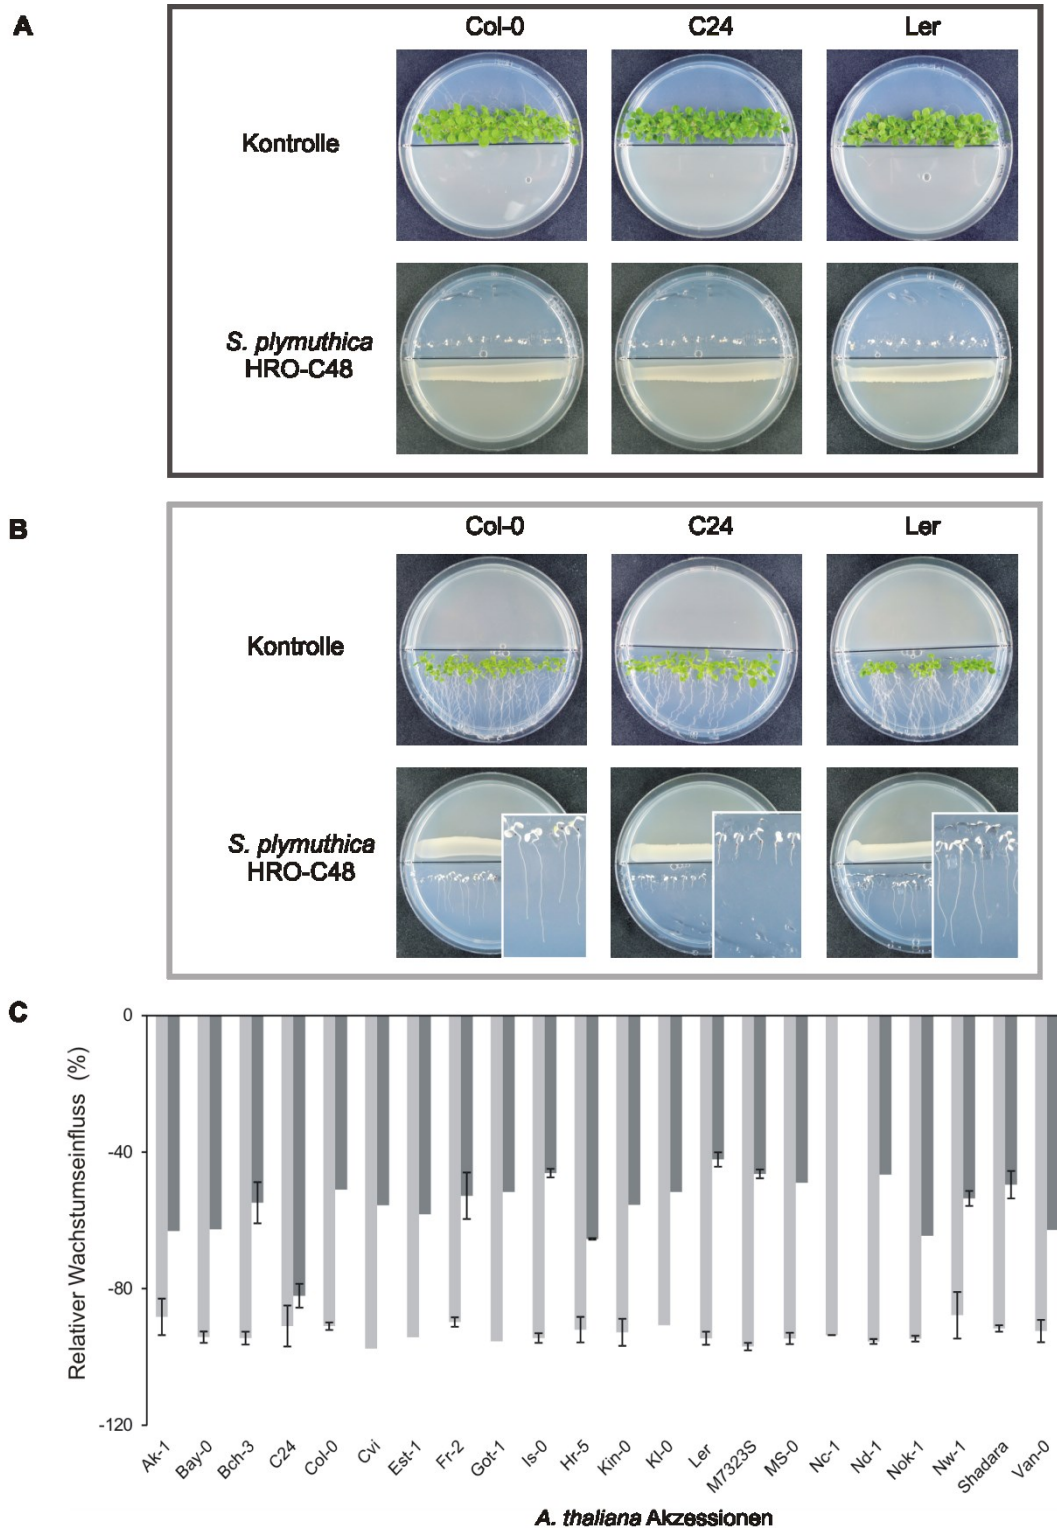 A
Col-0 C24 Ler
Kontrolle
S. plymuthica
HRO-C48
B
Col-0 C24 Ler
Kontrolle
S. plymuthica
HRO-C48
C
Relativer Wachstumseinfluss (%)
0
-40
-80
-120
Ak-1 Bay-0 Bch-3 C24 Col-0 Cvi Est-1 Fr-2 Got-1 Is-0 Hr-5 Kin-0 Kl-0 Ler M7323S MS-0 Nc-1 Nd-1 Nok-1 Nw-1 Shadara Van-0
A. thaliana Akzessionen